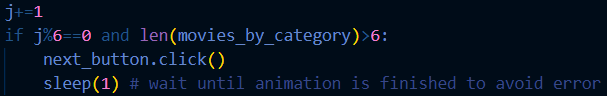 j+=1
if j%6==0 and len(movies_by_category)>6:
    next_button.click()
    sleep(1) # wait until animation is finished to avoid error